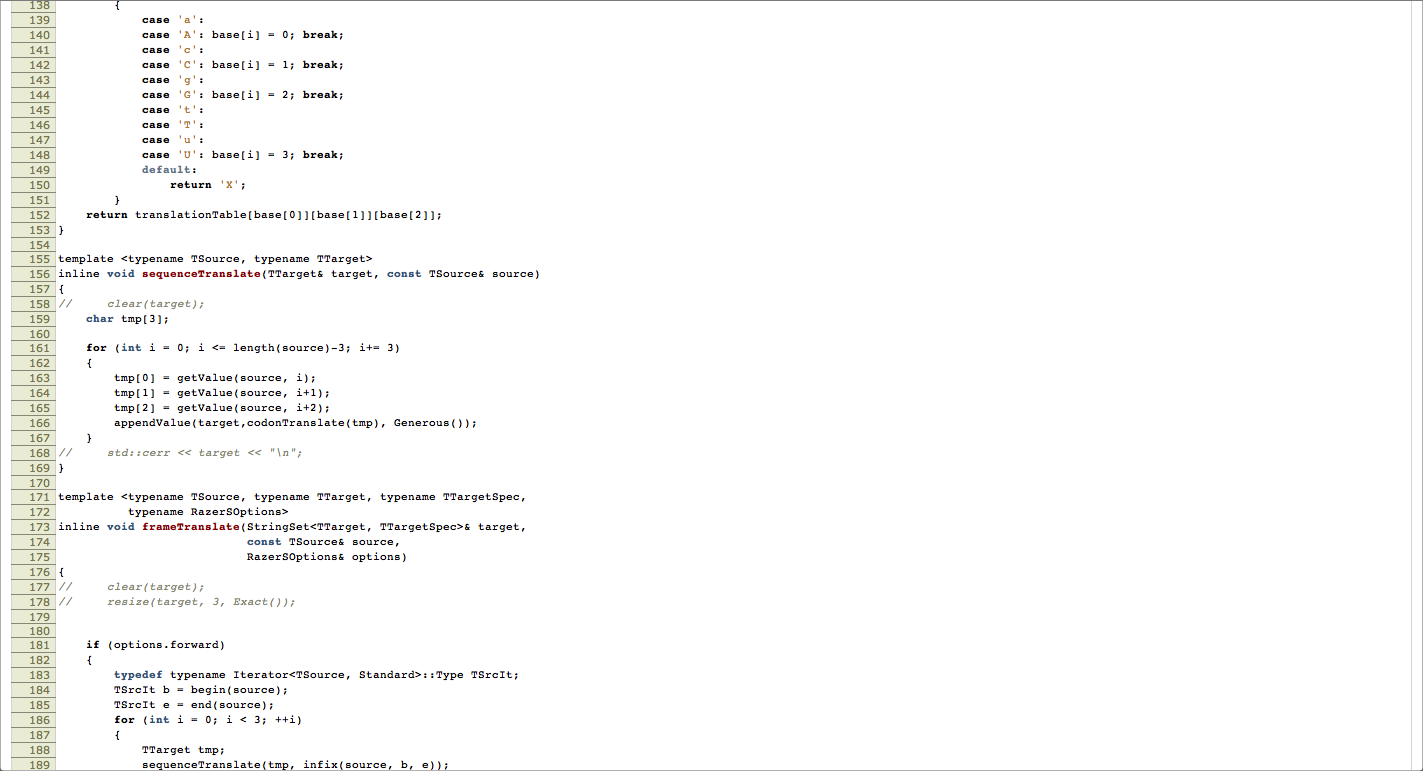 138         {
139             case 'a':
140             case 'A': base[i] = 0; break;
141             case 'c':
142             case 'C': base[i] = 1; break;
143             case 'g':
144             case 'G': base[i] = 2; break;
145             case 't':
146             case 'T':
147             case 'u':
148             case 'U': base[i] = 3; break;
149             default:
150                 return 'X';
151         }
152     return translationTable[base[0]][base[1]][base[2]];
153 }
154
155 template <typename TSource, typename TTarget>
156 inline void sequenceTranslate(TTarget& target, const TSource& source)
157 {
158 //     clear(target);
159     char tmp[3];
160
161     for (int i = 0; i <= length(source)-3; i+= 3)
162     {
163         tmp[0] = getValue(source, i);
164         tmp[1] = getValue(source, i+1);
165         tmp[2] = getValue(source, i+2);
166         appendValue(target,codonTranslate(tmp), Generous());
167     }
168 //     std::cerr << target << "\n";
169 }
170
171 template <typename TSource, typename TTarget, typename TTargetSpec,
172           typename RazerSOptions>
173 inline void frameTranslate(StringSet<TTarget, TTargetSpec>& target,
174                            const TSource& source,
175                            RazerSOptions& options)
176 {
177 //     clear(target);
178 //     resize(target, 3, Exact());
179
180
181     if (options.forward)
182     {
183         typedef typename Iterator<TSource, Standard>::Type TSrcIt;
184         TSrcIt b = begin(source);
185         TSrcIt e = end(source);
186         for (int i = 0; i < 3; ++i)
187         {
188             TTarget tmp;
189             sequenceTranslate(tmp, infix(source, b, e));